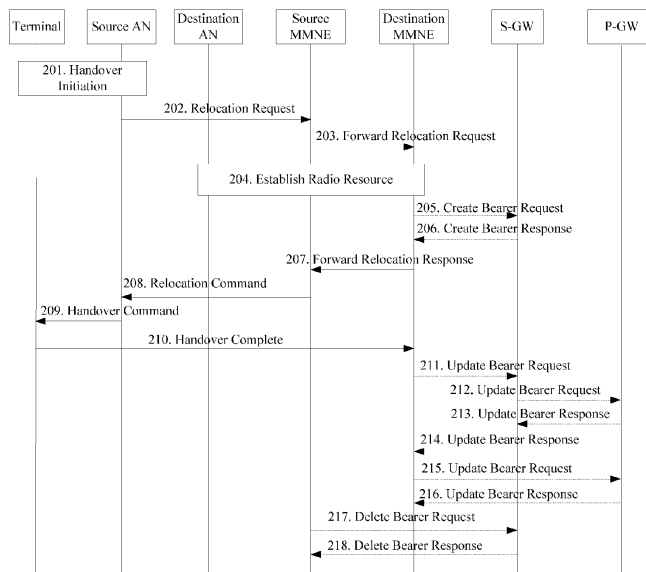 Terminal
Source AN
Destination
AN
Source
MMNE
Destination
MMNE
S-GW
P-GW
201. Handover
Initiation
202. Relocation Request
203. Forward Relocation Request
204. Establish Radio Resource
205. Create Bearer Request
206. Create Bearer Response
207. Forward Relocation Response
208. Relocation Command
209. Handover Command
210. Handover Complete
211. Update Bearer Request
212. Update Bearer Request
213. Update Bearer Response
214. Update Bearer Response
215. Update Bearer Request
216. Update Bearer Response
217. Delete Bearer Request
218. Delete Bearer Response